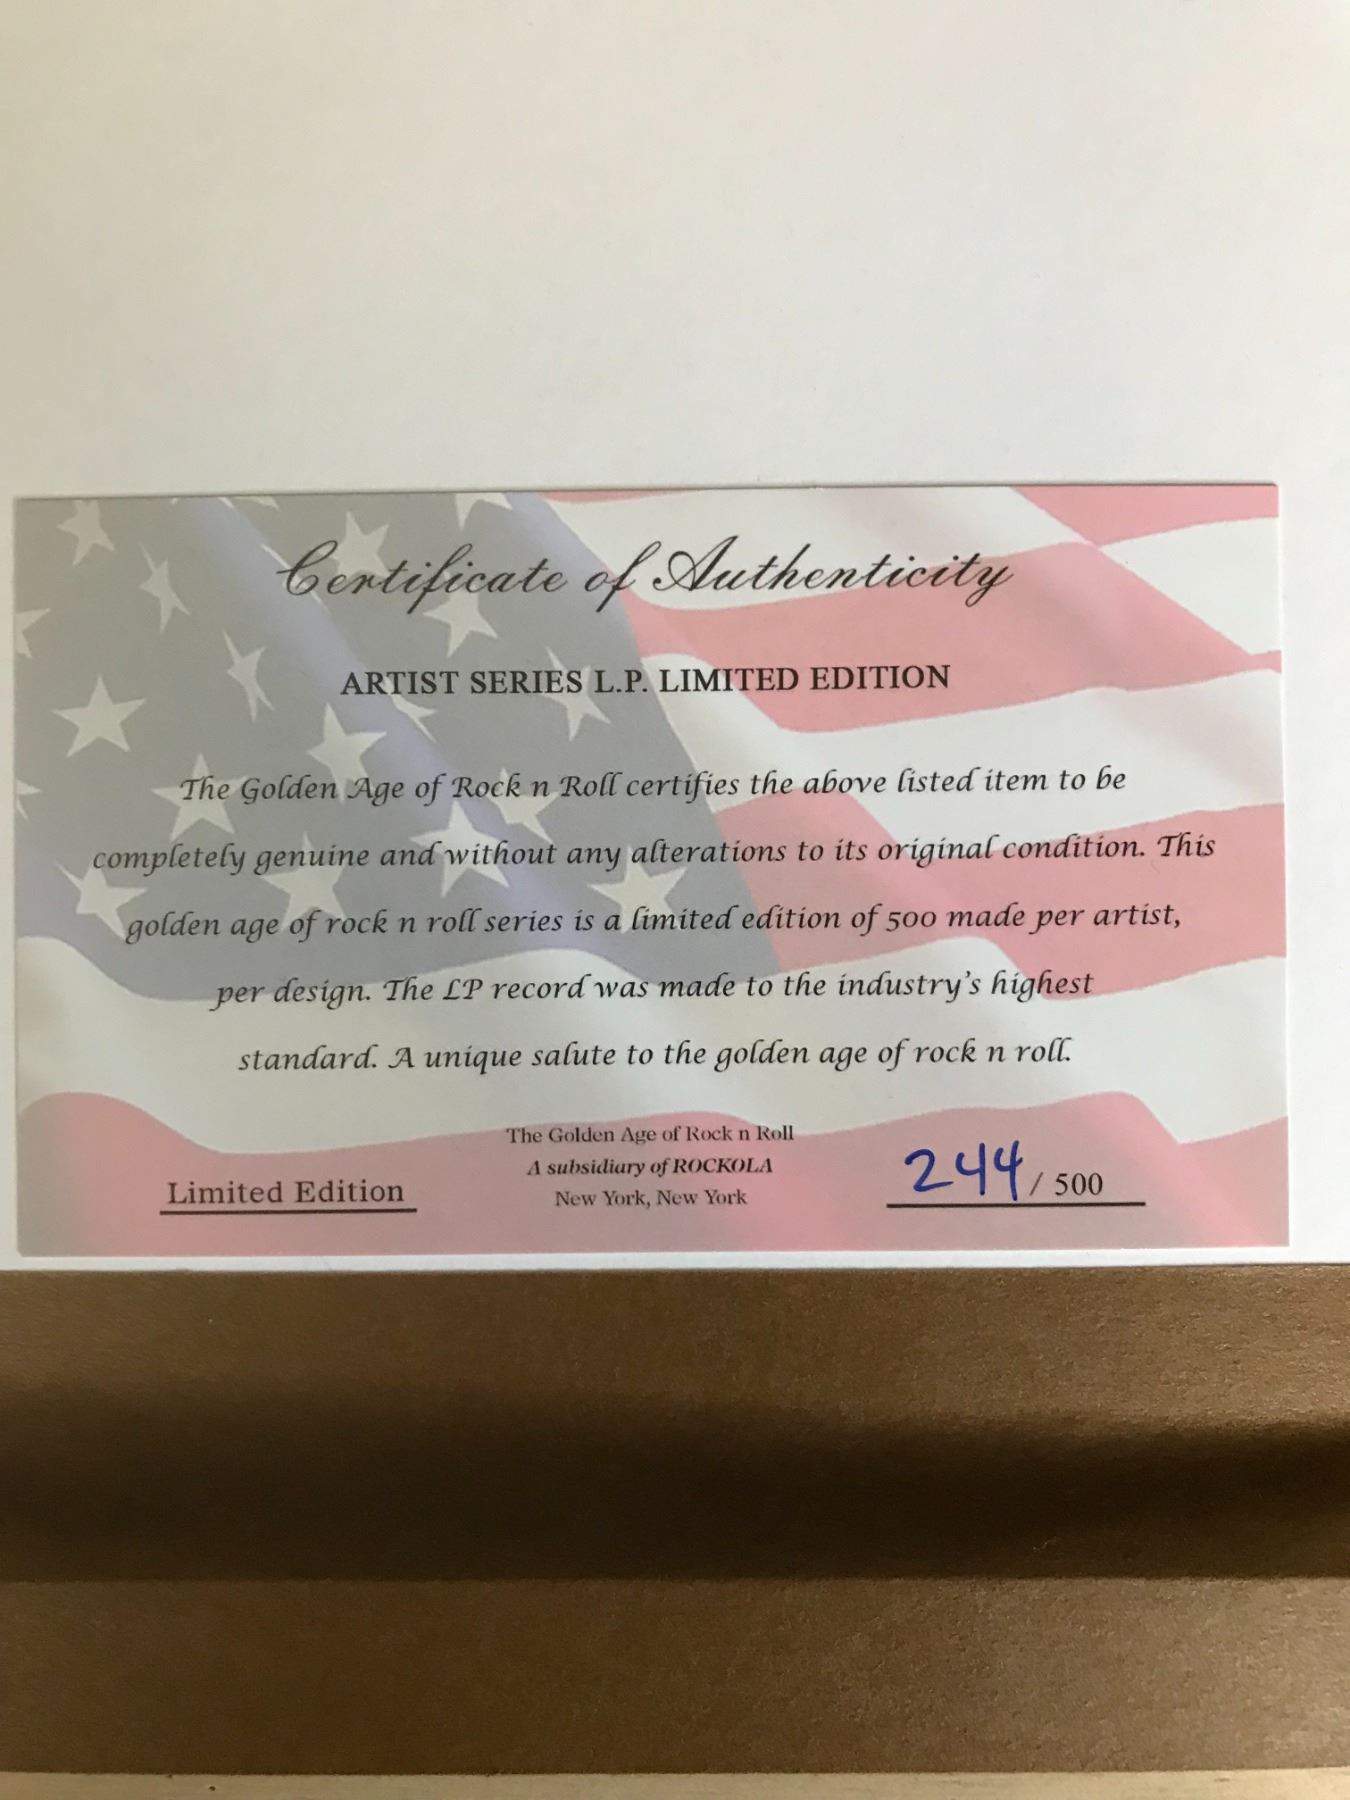 Certificate of Authenticity
ARTIST SERIES L.P. LIMITED EDITION
The Golden Age of Rock n Roll certifies the above listed item to be
completely genuine and without any alterations to its original condition. This
golden age of rock n roll series is a limited edition of 500 made per artist,
per design. The LP record was made to the industry's highest
standard. A unique salute to the golden age of rock n roll.
The Golden Age of Rock n Roll
A subsidiary of ROCKOLA
New York, New York
Limited Edition
244 / 500